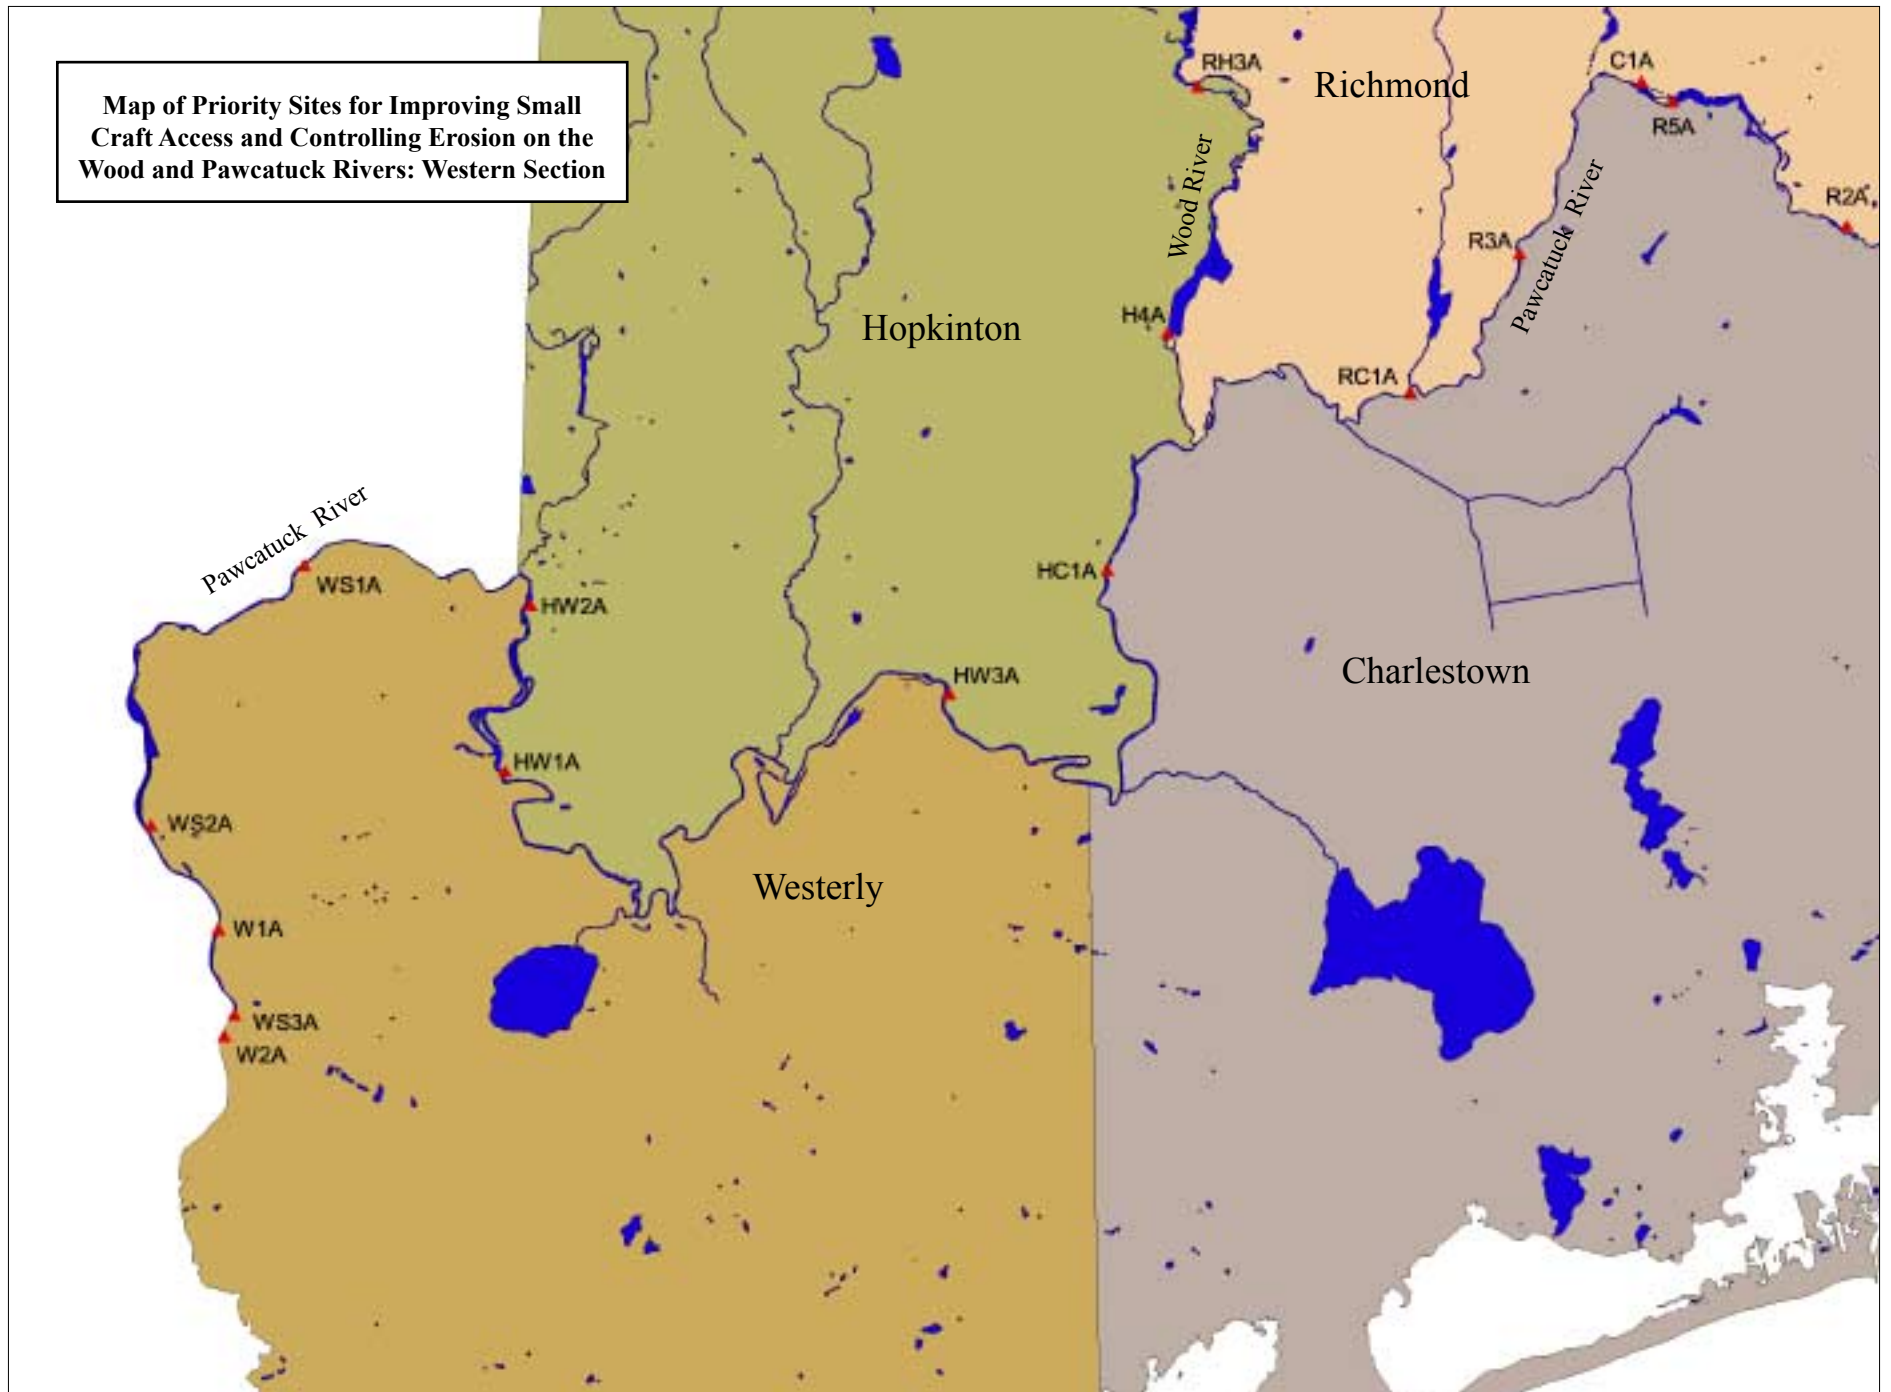 Map of Priority Sites for Improving Small
Craft Access and Controlling Erosion on the
Wood and Pawcatuck Rivers: Western Section
RH3A
Richmond
C1A
R5A
R2A
Wood River
R3A
Pawcatuck River
H4A
Hopkinton
RC1A
Pawcatuck River
WS1A
HW2A
HC1A
HW3A
Charlestown
HW1A
WS2A
Westerly
W1A
WS3A
W2A